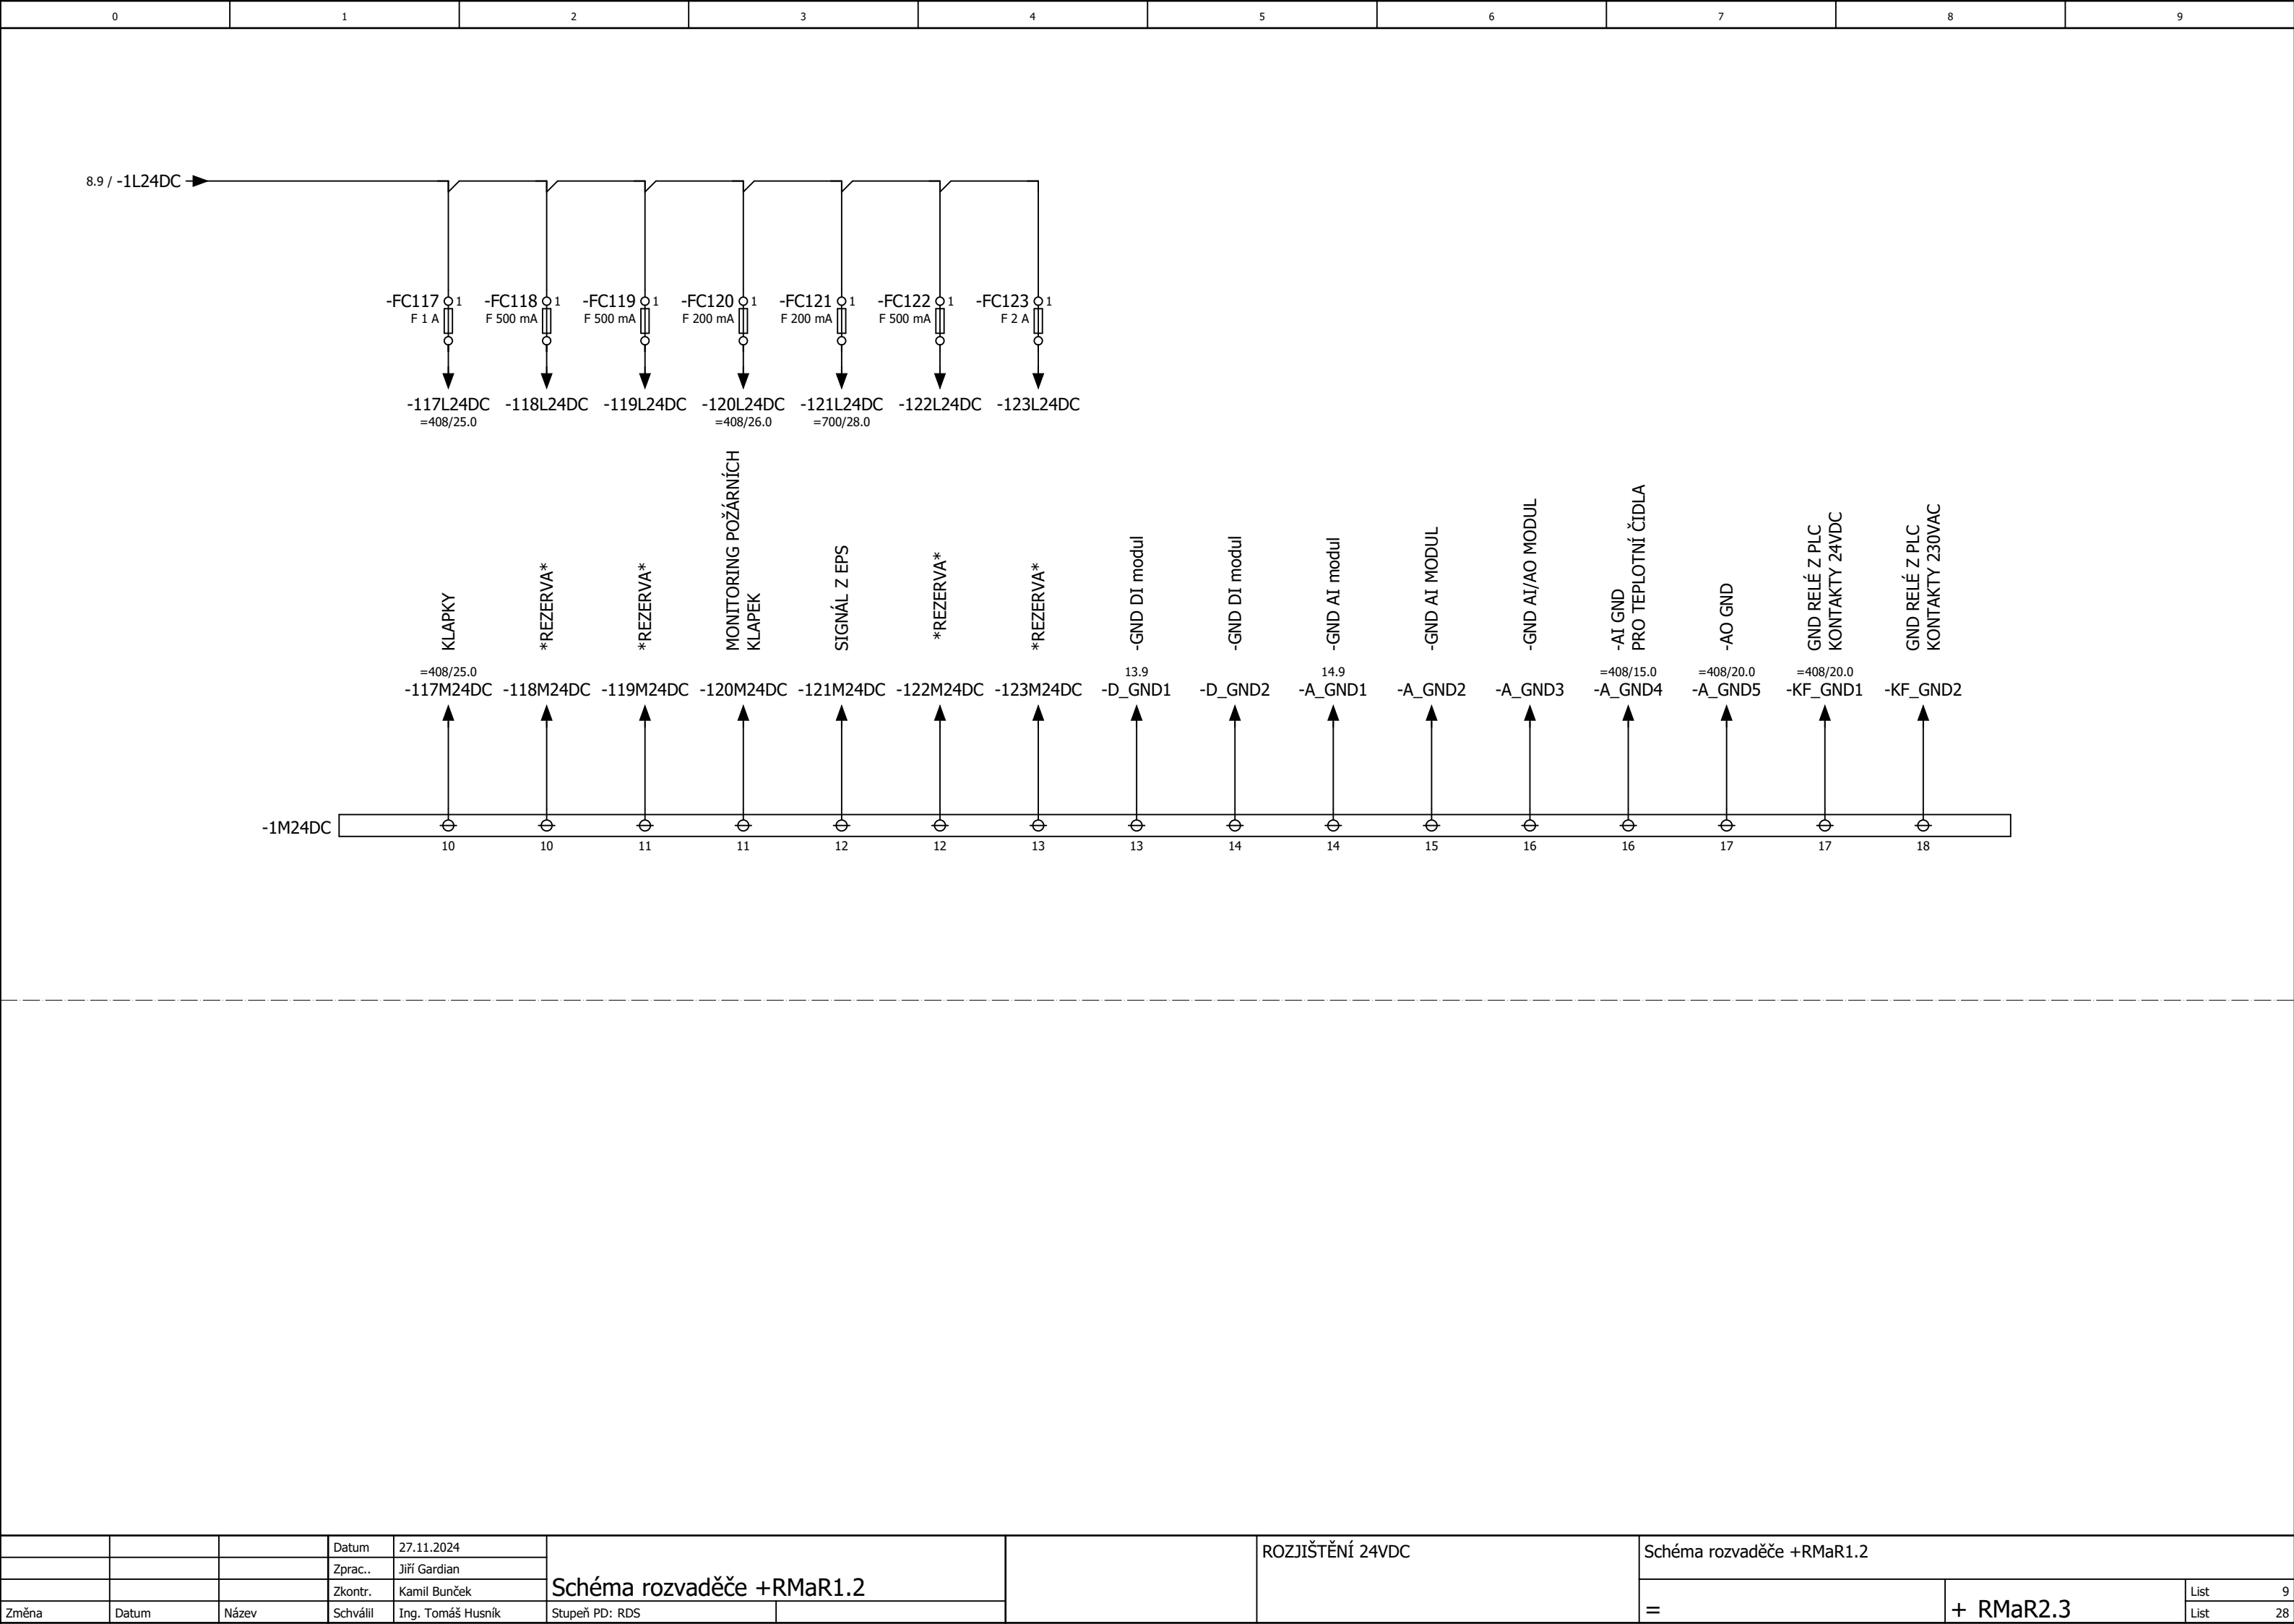 0 1 2 3 4 5 6 7 8 9
8.9 / -1L24DC
-FC117 1 -FC118 1 -FC119 1 -FC120 1 -FC121 1 -FC122 1 -FC123 1
F 1 A F 500 mA F 500 mA F 200 mA F 200 mA F 500 mA F 2 A
-117L24DC -118L24DC -119L24DC -120L24DC -121L24DC -122L24DC -123L24DC
=408/25.0 =408/26.0 =700/28.0
KLAPKY
*REZERVA*
*REZERVA*
MONITORING POŽÁRNÍCH
KLAPEK
SIGNÁL Z EPS
*REZERVA*
*REZERVA*
-GND DI modul
-GND DI modul
-GND AI modul
-GND AI MODUL
-GND AI/AO MODUL
-AI GND
PRO TEPLOTNÍ ČIDLA
-AO GND
GND RELÉ Z PLC
KONTAKTY 24VDC
GND RELÉ Z PLC
KONTAKTY 230VAC
=408/25.0 13.9 14.9 =408/15.0 =408/20.0 =408/20.0
-117M24DC -118M24DC -119M24DC -120M24DC -121M24DC -122M24DC -123M24DC -D_GND1 -D_GND2 -A_GND1 -A_GND2 -A_GND3 -A_GND4 -A_GND5 -KF_GND1 -KF_GND2
-1M24DC
10 10 11 11 12 12 13 13 14 14 15 16 16 17 17 18
Datum 27.11.2024
Zprac.. Jiří Gardian
Zkontr. Kamil Bunček
Změna Datum Název Schválil Ing. Tomáš Husník
Schéma rozvaděče +RMaR1.2
Stupeň PD: RDS
ROZJIŠTĚNÍ 24VDC
Schéma rozvaděče +RMaR1.2
= + RMaR2.3
List 9
List 28